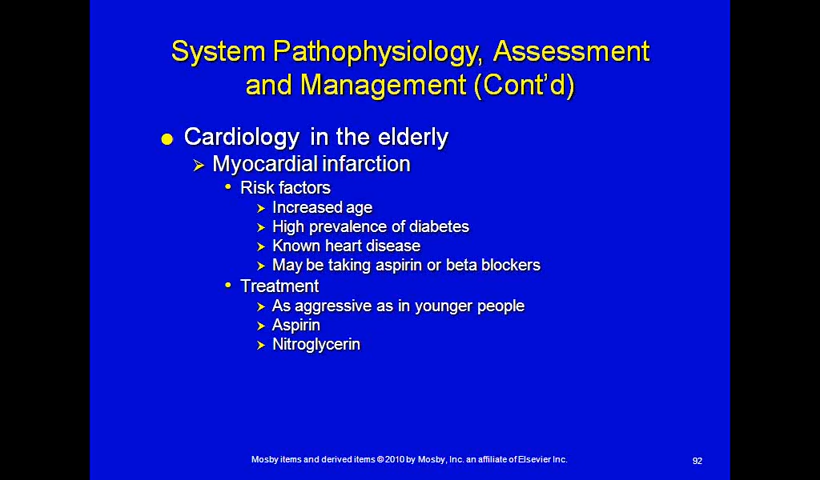 System Pathophysiology, Assessment
and Management (Cont'd)
Cardiology in the elderly
Myocardial infarction
Risk factors
Increased age
High prevalence of diabetes
Known heart disease
May be taking aspirin or beta blockers
Treatment
As aggressive as in younger people
Aspirin
Nitroglycerin
Mosby items and derived items © 2010 by Mosby, Inc. an affiliate of Elsevier Inc.
92